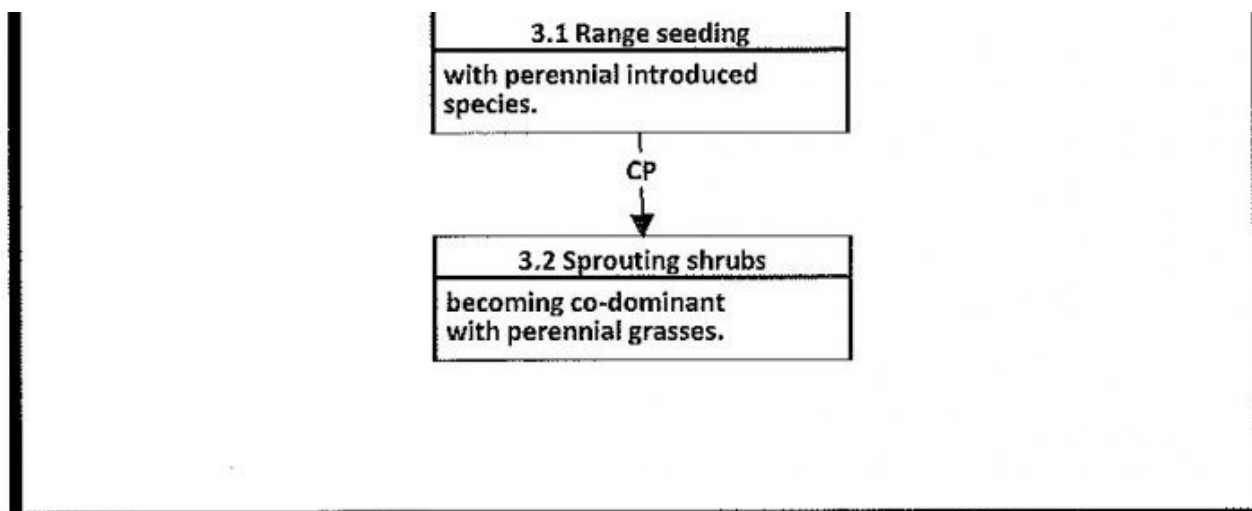 3.1 Range seeding
with perennial introduced
species.
CP
3.2 Sprouting shrubs
becoming co-dominant
with perennial grasses.